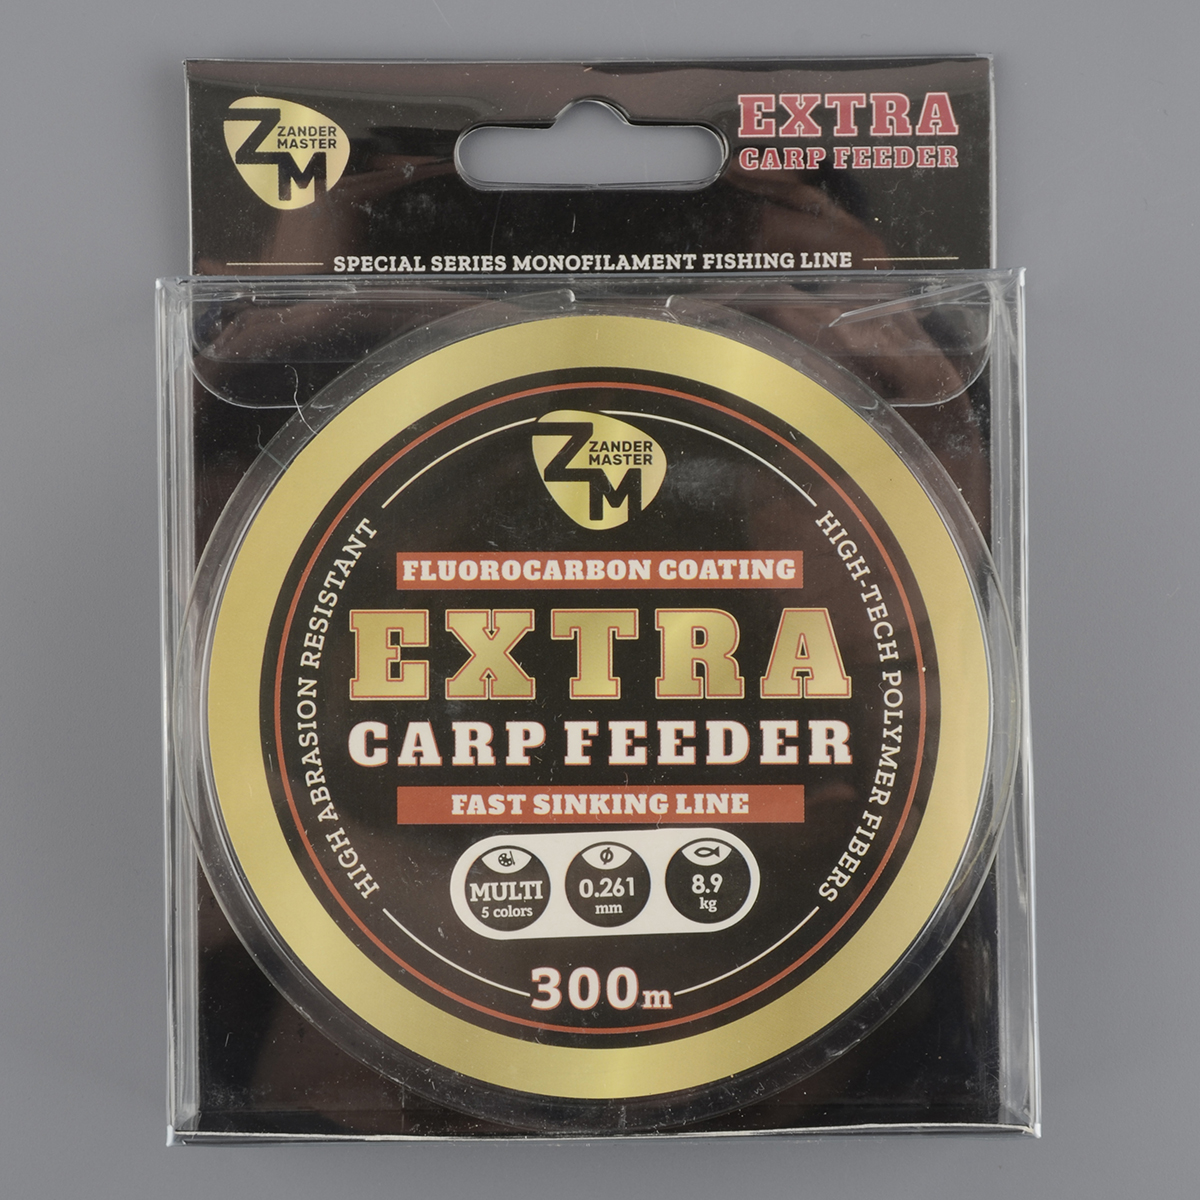 ZM ZANDER
MASTER
EXTRA
CARP FEEDER
SPECIAL SERIES MONOFILAMENT FISHING LINE
ZM ZANDER
MASTER
HIGH ABRASION RESISTANT
HIGH-TECH POLYMER FIBERS
FLUOROCARBON COATING
EXTRA
CARP FEEDER
FAST SINKING LINE
MULTI
5 colors
0.261
mm
8.9
kg
300m